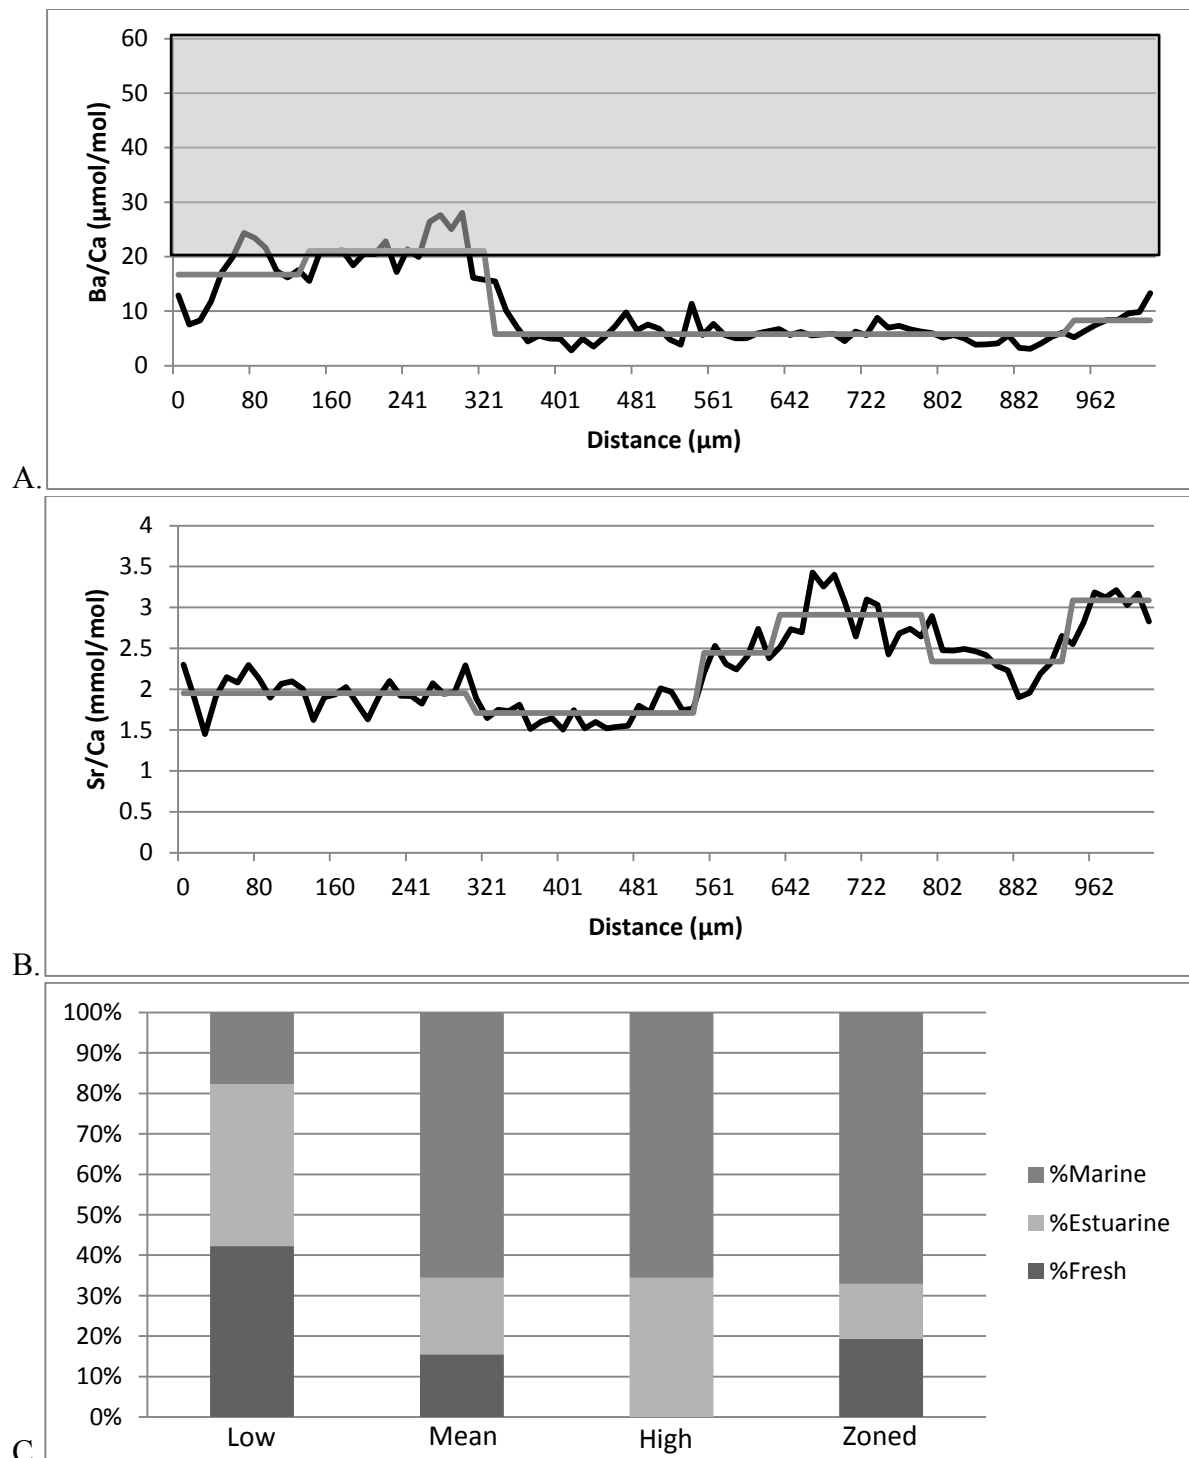 60
50
40
30
20
10
0
Ba/Ca (µmol/mol)
0 80 160 241 321 401 481 561 642 722 802 882 962
Distance (µm)
A.
4
3.5
3
2.5
2
1.5
1
0.5
0
Sr/Ca (mmol/mol)
0 80 160 241 321 401 481 561 642 722 802 882 962
Distance (µm)
B.
100%
90%
80%
70%
60%
50%
40%
30%
20%
10%
0%
Low Mean High Zoned
%Marine
%Estuarine
%Fresh
C